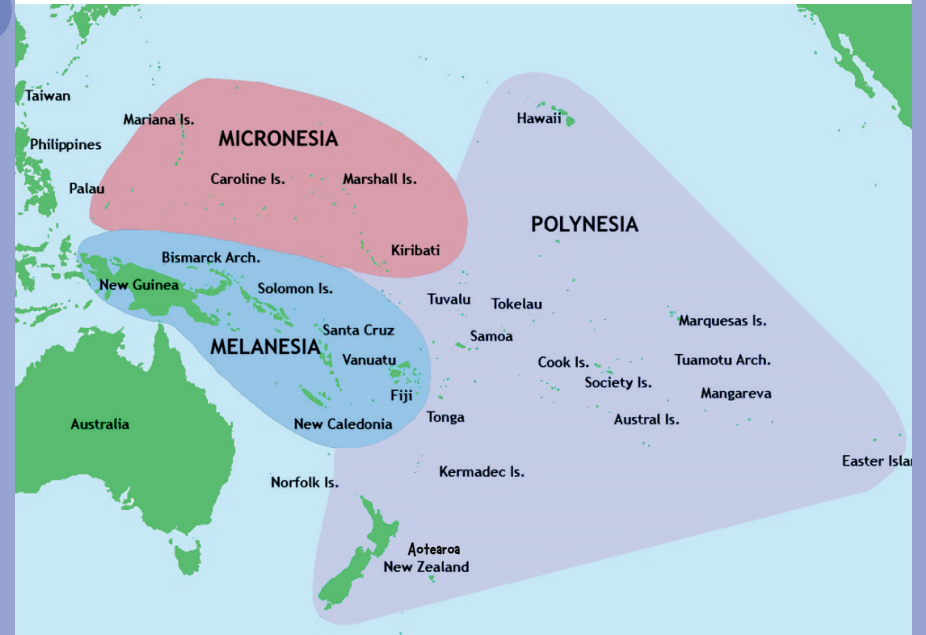 Taiwan
Mariana Is.
Hawaii
MICRONESIA
Philippines
Palau
Caroline Is.
Marshall Is.
POLYNESIA
Kiribati
Bismarck Arch.
New Guinea
Solomon Is.
Tuvalu
Tokelau
Marquesas Is.
Santa Cruz
Samoa
MELANESIA
Vanuatu
Cook Is.
Tuamotu Arch.
Society Is.
Fiji
Mangareva
Tonga
Austral Is.
Australia
New Caledonia
Easter Islan
Kermadec Is.
Norfolk Is.
Aotearoa
New Zealand